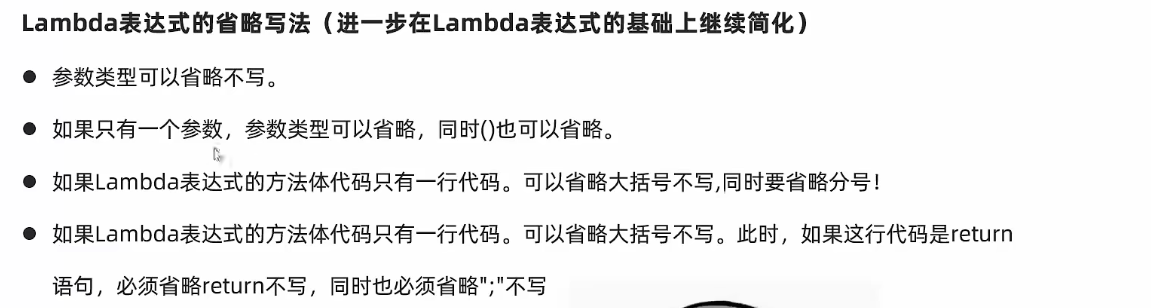 Lambda表达式的省略写法（进一步在Lambda表达式的基础上继续简化）
● 参数类型可以省略不写。
● 如果只有一个参数，参数类型可以省略，同时()也可以省略。
● 如果Lambda表达式的方法体代码只有一行代码。可以省略大括号不写,同时要省略分号！
● 如果Lambda表达式的方法体代码只有一行代码。可以省略大括号不写。此时，如果这行代码是return
语句，必须省略return不写，同时也必须省略";"不写